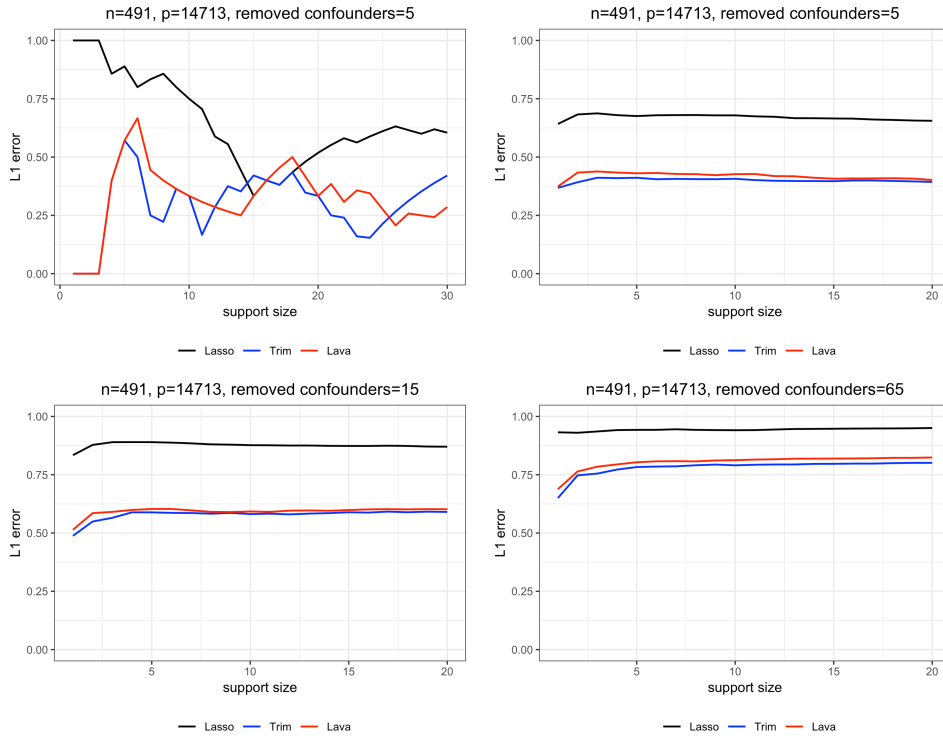 n=491, p=14713, removed confounders=5
L1 error
1.00
0.75
0.50
0.25
0.00
0 10 20 30
support size
Lasso Trim Lava
n=491, p=14713, removed confounders=5
L1 error
1.00
0.75
0.50
0.25
0.00
5 10 15 20
support size
Lasso Trim Lava
n=491, p=14713, removed confounders=15
L1 error
1.00
0.75
0.50
0.25
0.00
5 10 15 20
support size
Lasso Trim Lava
n=491, p=14713, removed confounders=65
L1 error
1.00
0.75
0.50
0.25
0.00
5 10 15 20
support size
Lasso Trim Lava